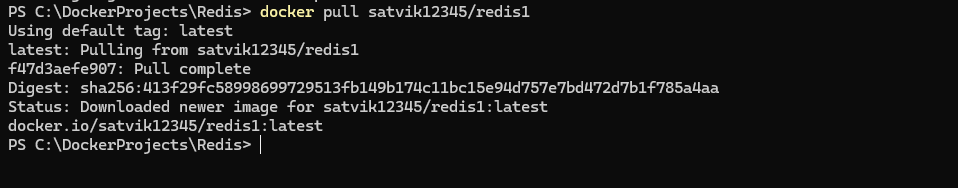 PS C:\DockerProjects\Redis> docker pull satvik12345/redis1
Using default tag: latest
latest: Pulling from satvik12345/redis1
f47d3aefe907: Pull complete
Digest: sha256:413f29fc58998699729513fb149b174c11bc15e94d757e7bd472d7b1f785a4aa
Status: Downloaded newer image for satvik12345/redis1:latest
docker.io/satvik12345/redis1:latest
PS C:\DockerProjects\Redis>